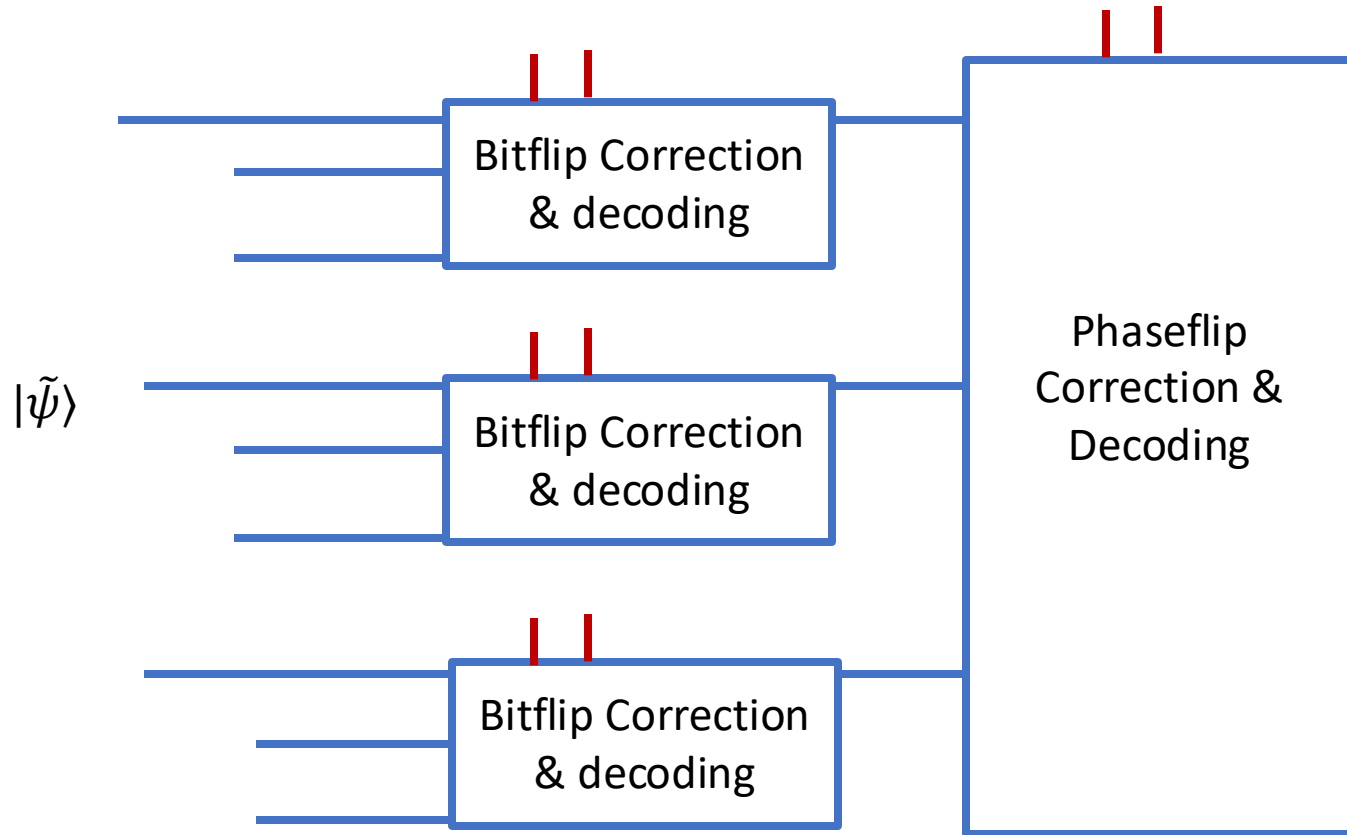 Bitflip Correction
& decoding
|ψ̃⟩
Bitflip Correction
& decoding
Bitflip Correction
& decoding
Phaseflip
Correction &
Decoding